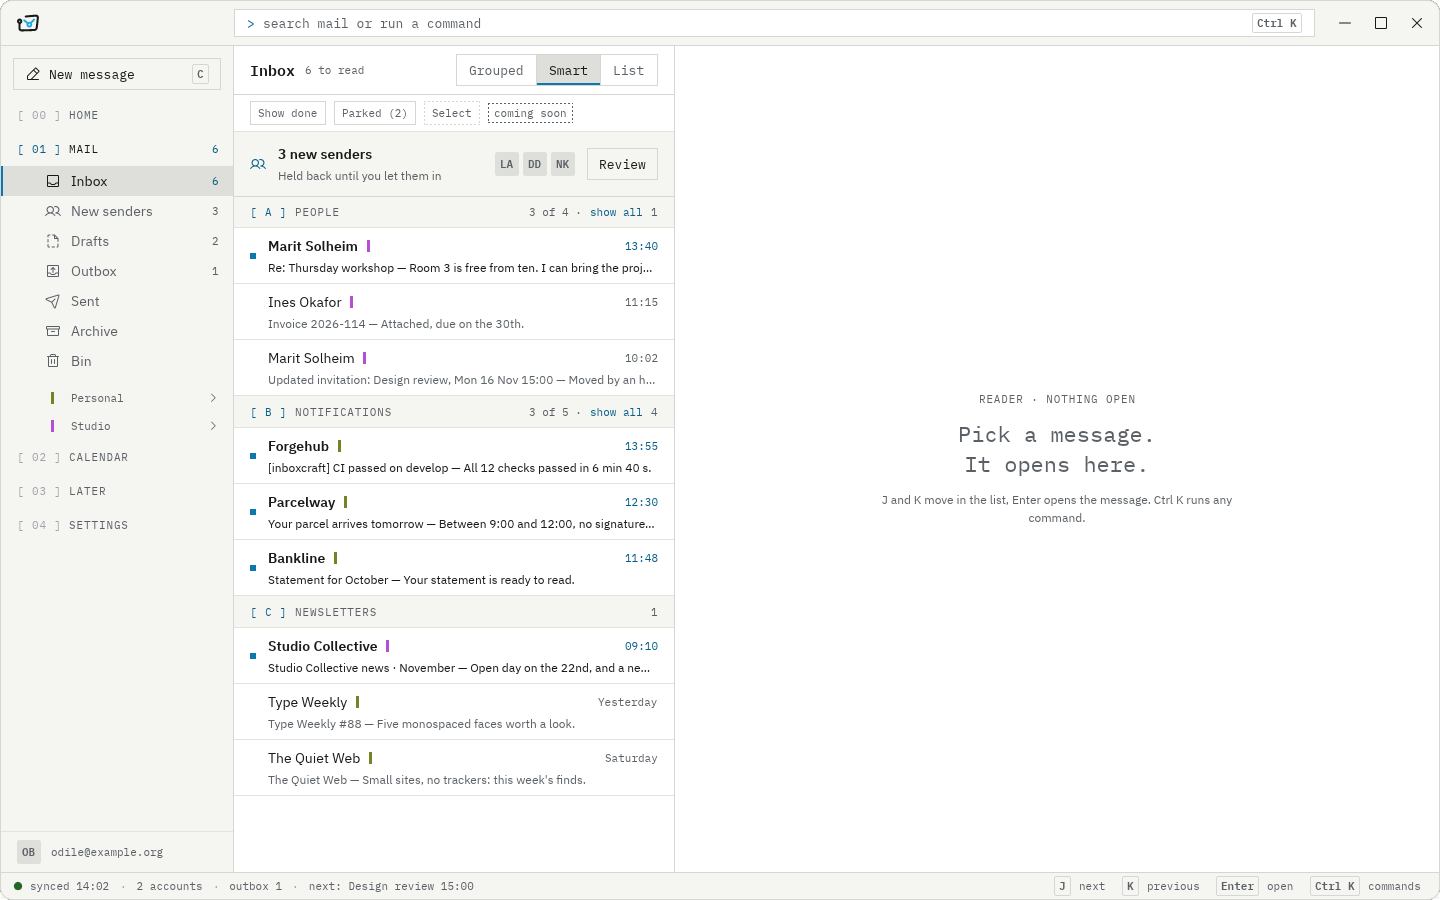 > search mail or run a command Ctrl K
New message C
[ 00 ] HOME
[ 01 ] MAIL 6
Inbox 6
New senders 3
Drafts 2
Outbox 1
Sent
Archive
Bin
Personal
Studio
[ 02 ] CALENDAR
[ 03 ] LATER
[ 04 ] SETTINGS
OB odile@example.org
Inbox 6 to read Grouped Smart List
Show done Parked (2) Select coming soon
3 new senders
Held back until you let them in
LA DD NK Review
[ A ] PEOPLE 3 of 4 · show all 1
Marit Solheim 13:40
Re: Thursday workshop — Room 3 is free from ten. I can bring the proj…
Ines Okafor 11:15
Invoice 2026-114 — Attached, due on the 30th.
Marit Solheim 10:02
Updated invitation: Design review, Mon 16 Nov 15:00 — Moved by an h…
[ B ] NOTIFICATIONS 3 of 5 · show all 4
Forgehub 13:55
[inboxcraft] CI passed on develop — All 12 checks passed in 6 min 40 s.
Parcelway 12:30
Your parcel arrives tomorrow — Between 9:00 and 12:00, no signature…
Bankline 11:48
Statement for October — Your statement is ready to read.
[ C ] NEWSLETTERS 1
Studio Collective 09:10
Studio Collective news · November — Open day on the 22nd, and a ne…
Type Weekly Yesterday
Type Weekly #88 — Five monospaced faces worth a look.
The Quiet Web Saturday
The Quiet Web — Small sites, no trackers: this week's finds.
READER · NOTHING OPEN
Pick a message.
It opens here.
J and K move in the list, Enter opens the message. Ctrl K runs any
command.
synced 14:02 · 2 accounts · outbox 1 · next: Design review 15:00
J next K previous Enter open Ctrl K commands